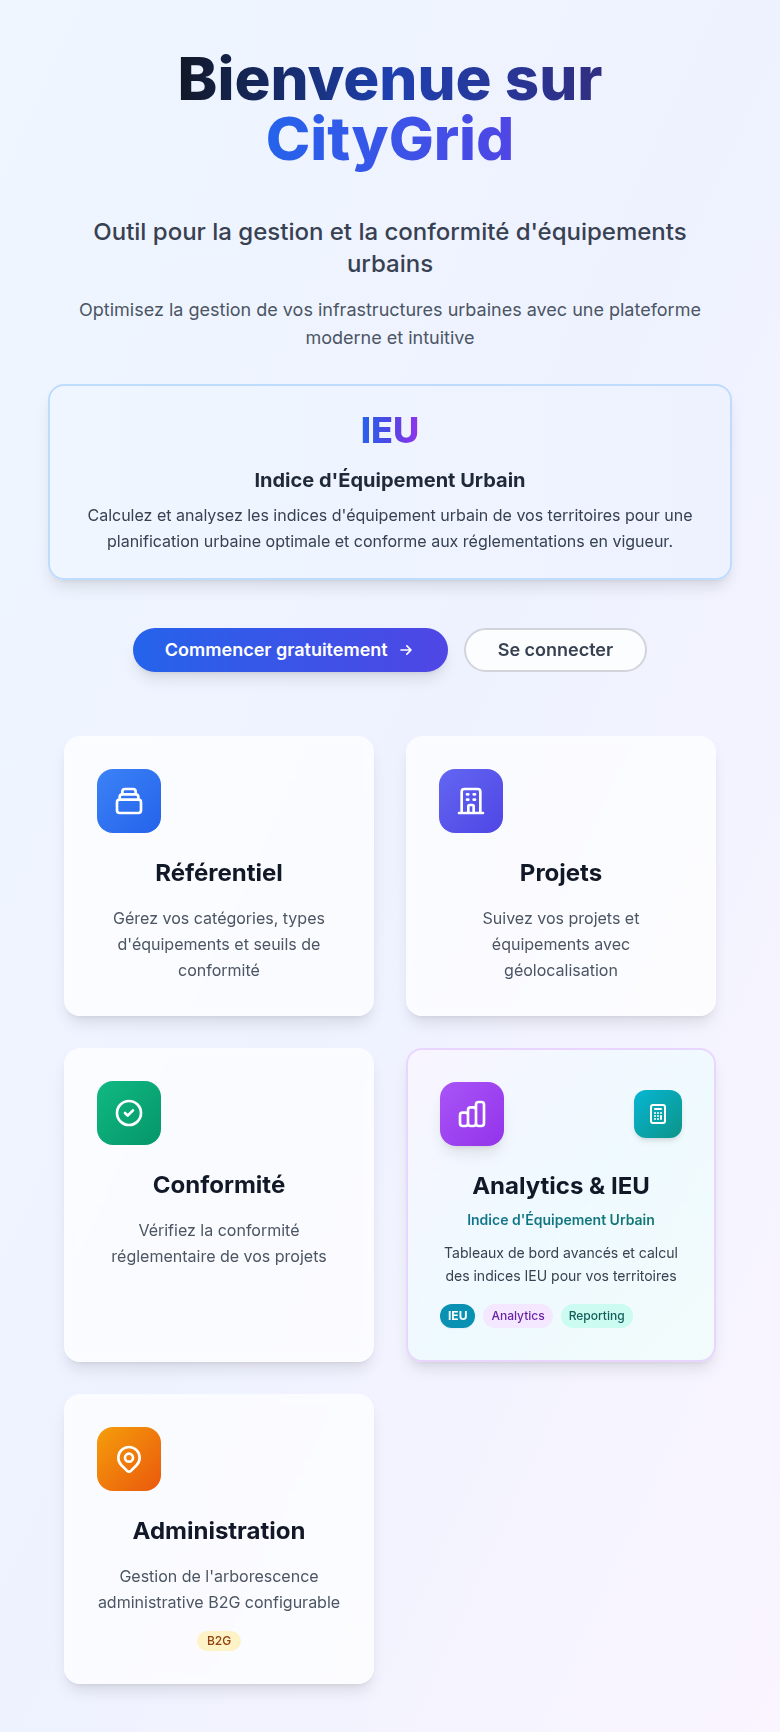 Bienvenue sur
CityGrid
Outil pour la gestion et la conformité d'équipements
urbains
Optimisez la gestion de vos infrastructures urbaines avec une plateforme
moderne et intuitive
IEU
Indice d'Équipement Urbain
Calculez et analysez les indices d'équipement urbain de vos territoires pour une
planification urbaine optimale et conforme aux réglementations en vigueur.
Commencer gratuitement →
Se connecter
Référentiel
Gérez vos catégories, types
d'équipements et seuils de
conformité
Projets
Suivez vos projets et
équipements avec
géolocalisation
Conformité
Vérifiez la conformité
réglementaire de vos projets
Analytics & IEU
Indice d'Équipement Urbain
Tableaux de bord avancés et calcul
des indices IEU pour vos territoires
IEU Analytics Reporting
Administration
Gestion de l'arborescence
administrative B2G configurable
B2G